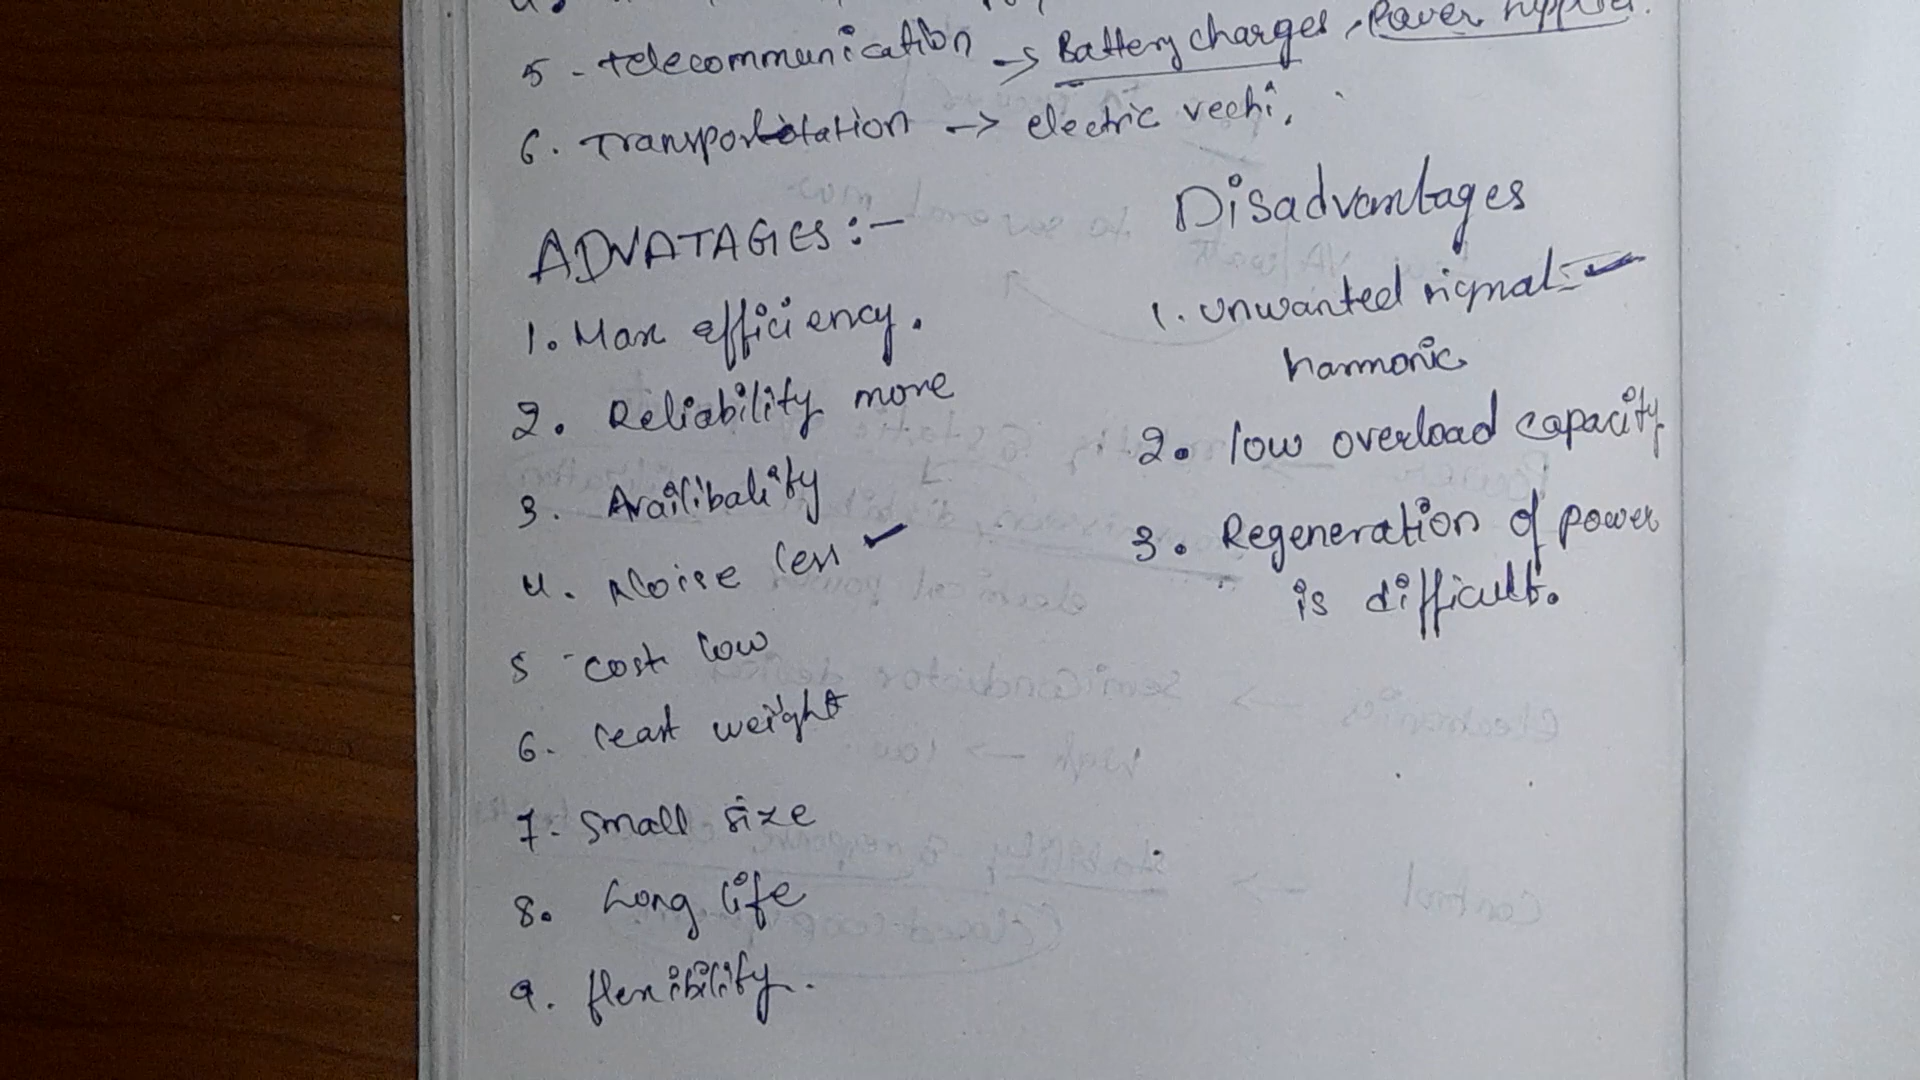 5 - telecommunication → Battery charges, Power supplies.
6. Transportotation → electric vechi,
ADVATAGES :-
1. Max efficiency.
2. Reliability more
3. Availibality
4. Noise less
5 - cost low
6. least weight
7. small size
8. Long life
9. flexibility.
Disadvantages
1. unwanted signal =
harmonic
2. low overload capacity
3. Regeneration of power
is difficult.